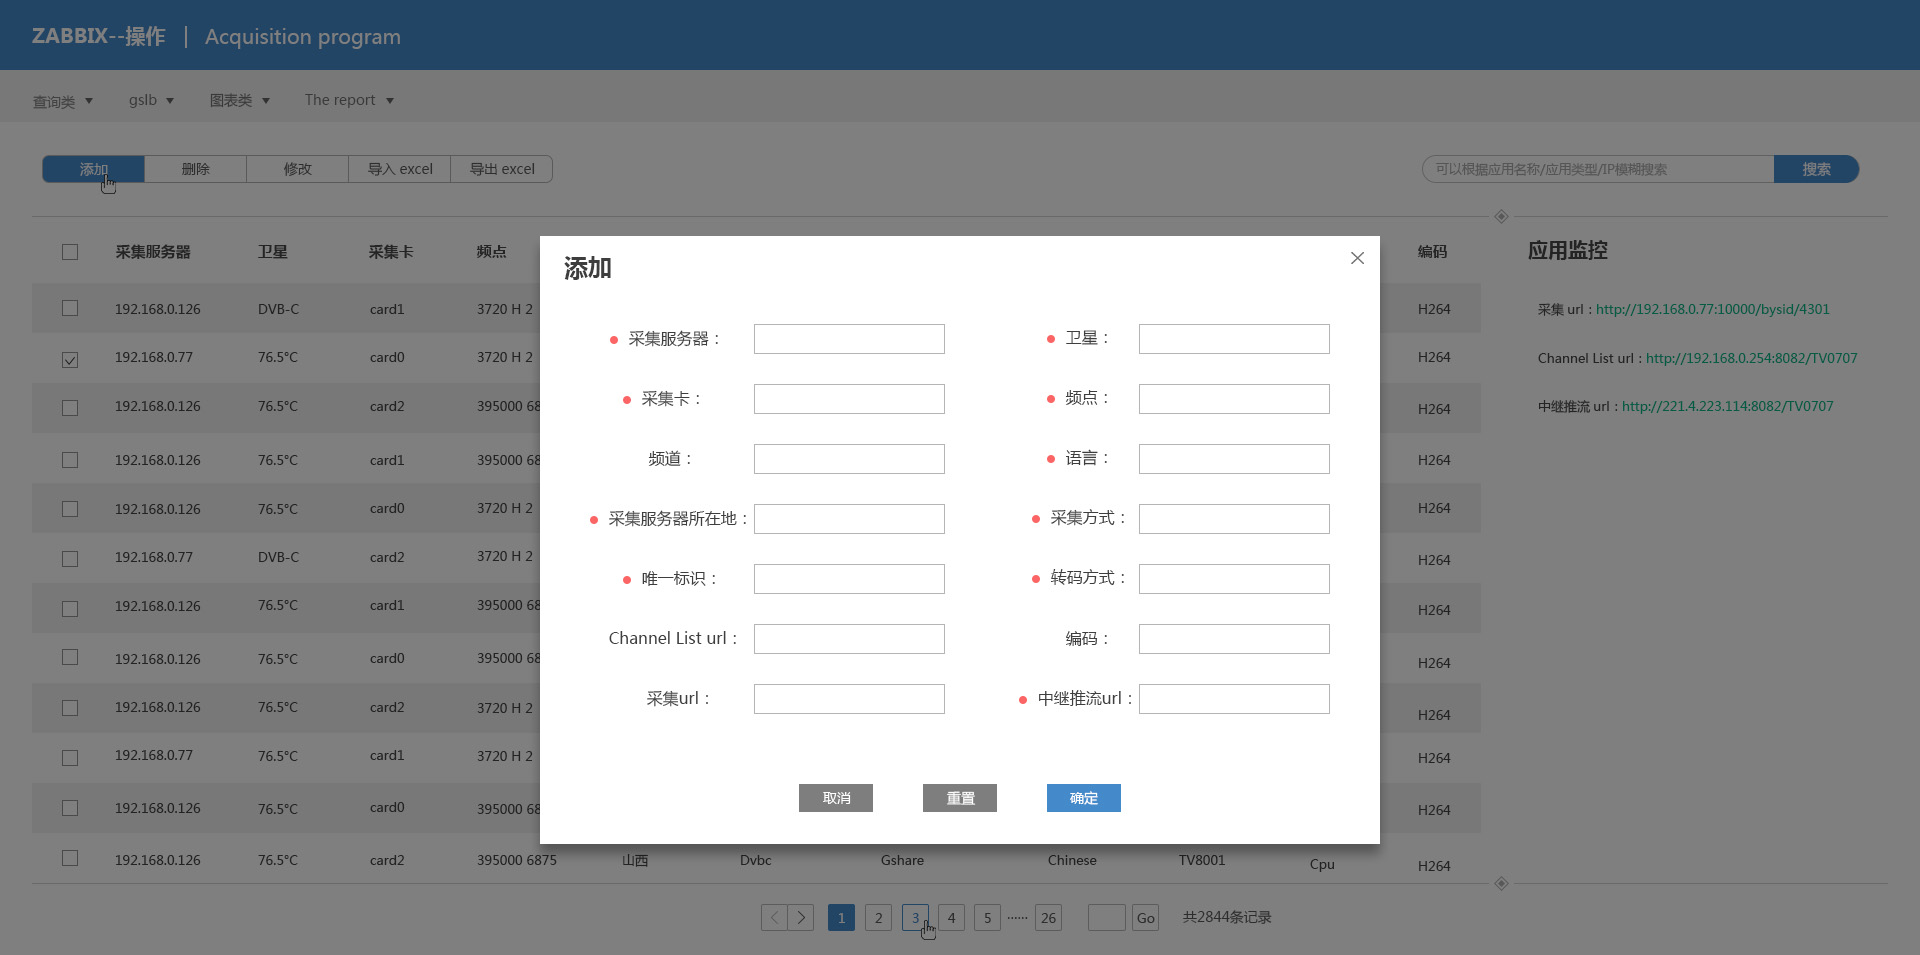 ZABBIX--操作 | Acquisition program
查询类 gslb 图表类 The report
添加 删除 修改 导入 excel 导出 excel 可以根据应用名称/应用类型/IP模糊搜索 搜索
采集服务器 卫星 采集卡 频点 编码
192.168.0.126 DVB-C card1 3720 H 2 H264
192.168.0.77 76.5°C card0 3720 H 2 H264
192.168.0.126 76.5°C card2 395000 68 H264
192.168.0.126 76.5°C card1 395000 68 H264
192.168.0.126 76.5°C card0 3720 H 2 H264
192.168.0.77 DVB-C card2 3720 H 2 H264
192.168.0.126 76.5°C card1 395000 68 H264
192.168.0.126 76.5°C card0 395000 68 H264
192.168.0.126 76.5°C card2 3720 H 2 H264
192.168.0.77 76.5°C card1 3720 H 2 H264
192.168.0.126 76.5°C card0 395000 68 H264
192.168.0.126 76.5°C card2 395000 6875 山西 Dvbc Gshare Chinese TV8001 Cpu H264
应用监控
采集 url : http://192.168.0.77:10000/bysid/4301
Channel List url : http://192.168.0.254:8082/TV0707
中继推流 url : http://221.4.223.114:8082/TV0707
添加
采集服务器 : 卫星 :
采集卡 : 频点 :
频道 : 语言 :
采集服务器所在地 : 采集方式 :
唯一标识 : 转码方式 :
Channel List url : 编码 :
采集url : 中继推流url :
取消 重置 确定
1 2 3 4 5 ······ 26 Go 共2844条记录